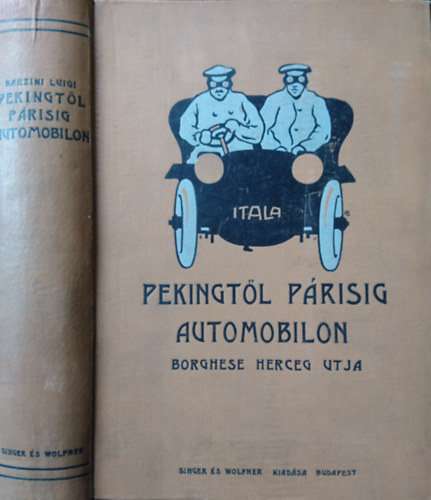 BARZINI LUIGI
PEKINGTŐL
PÁRISIG
AUTOMOBILON
SINGER ÉS WOLFNER
ITALA
PEKINGTŐL PÁRISIG
AUTOMOBILON
BORGHESE HERCEG UTJA
SINGER ÉS WOLFNER KIADÁSA BUDAPEST